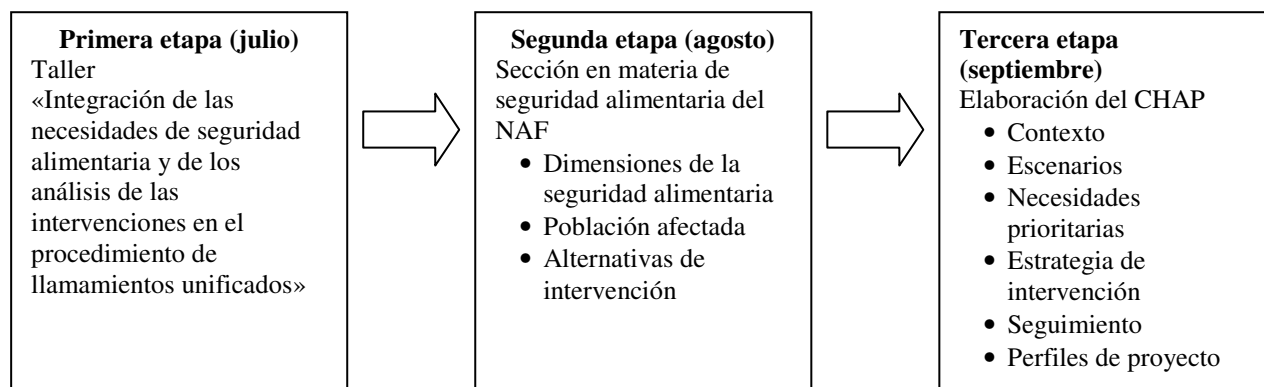 Primera etapa (julio)
Taller
«Integración de las
necesidades de seguridad
alimentaria y de los
análisis de las
intervenciones en el
procedimiento de
llamamientos unificados»
Segunda etapa (agosto)
Sección en materia de
seguridad alimentaria del
NAF
• Dimensiones de la
seguridad alimentaria
• Población afectada
• Alternativas de
intervención
Tercera etapa
(septiembre)
Elaboración del CHAP
• Contexto
• Escenarios
• Necesidades
prioritarias
• Estrategia de
intervención
• Seguimiento
• Perfiles de proyecto